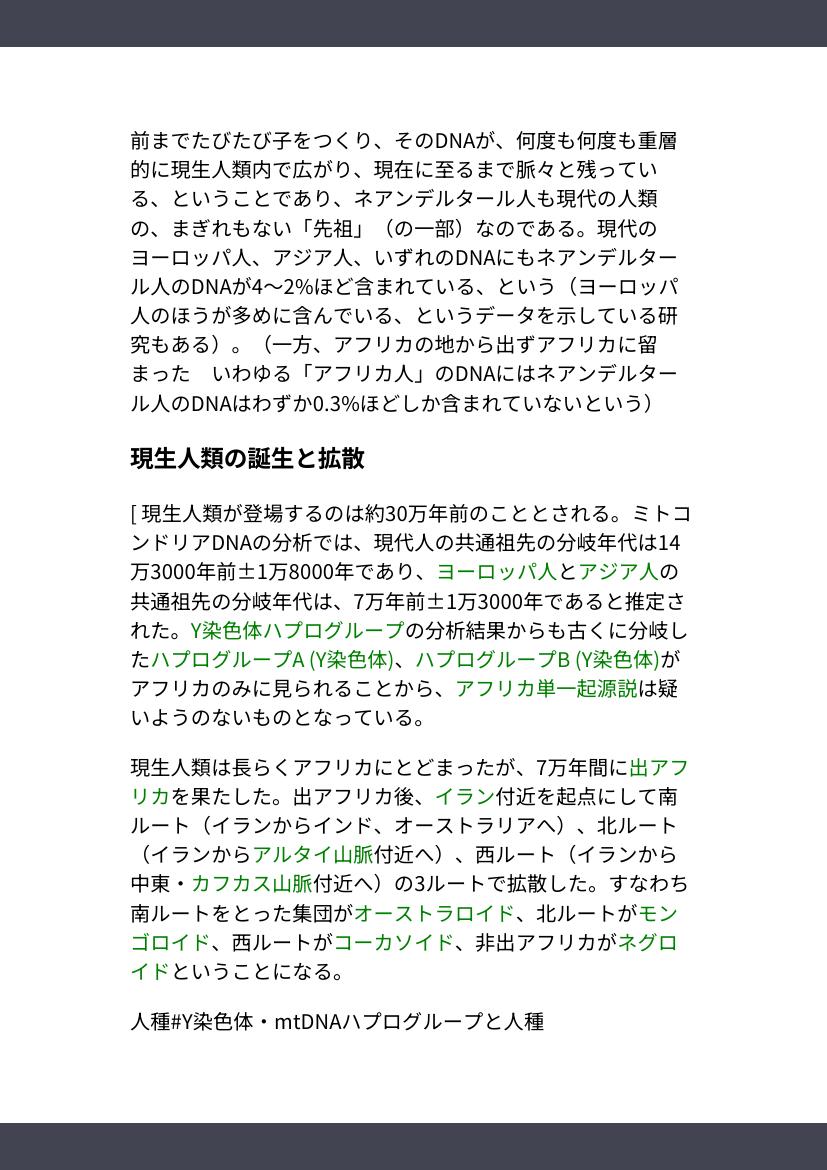 前までたびたび子をつくり、そのDNAが、何度も何度も重層
的に現生人類内で広がり、現在に至るまで脈々と残ってい
る、ということであり、ネアンデルタール人も現代の人類
の、まぎれもない「先祖」（の一部）なのである。現代の
ヨーロッパ人、アジア人、いずれのDNAにもネアンデルター
ル人のDNAが4〜2%ほど含まれている、という（ヨーロッパ
人のほうが多めに含んでいる、というデータを示している研
究もある）。（一方、アフリカの地から出ずアフリカに留
まった　いわゆる「アフリカ人」のDNAにはネアンデルター
ル人のDNAはわずか0.3%ほどしか含まれていないという）
現生人類の誕生と拡散
[ 現生人類が登場するのは約30万年前のこととされる。ミトコ
ンドリアDNAの分析では、現代人の共通祖先の分岐年代は14
万3000年前±1万8000年であり、ヨーロッパ人とアジア人の
共通祖先の分岐年代は、7万年前±1万3000年であると推定さ
れた。Y染色体ハプログループの分析結果からも古くに分岐し
たハプログループA (Y染色体)、ハプログループB (Y染色体)が
アフリカのみに見られることから、アフリカ単一起源説は疑
いようのないものとなっている。
現生人類は長らくアフリカにとどまったが、7万年間に出アフ
リカを果たした。出アフリカ後、イラン付近を起点にして南
ルート（イランからインド、オーストラリアへ）、北ルート
（イランからアルタイ山脈付近へ）、西ルート（イランから
中東・カフカス山脈付近へ）の3ルートで拡散した。すなわち
南ルートをとった集団がオーストラロイド、北ルートがモン
ゴロイド、西ルートがコーカソイド、非出アフリカがネグロ
イドということになる。
人種#Y染色体・mtDNAハプログループと人種